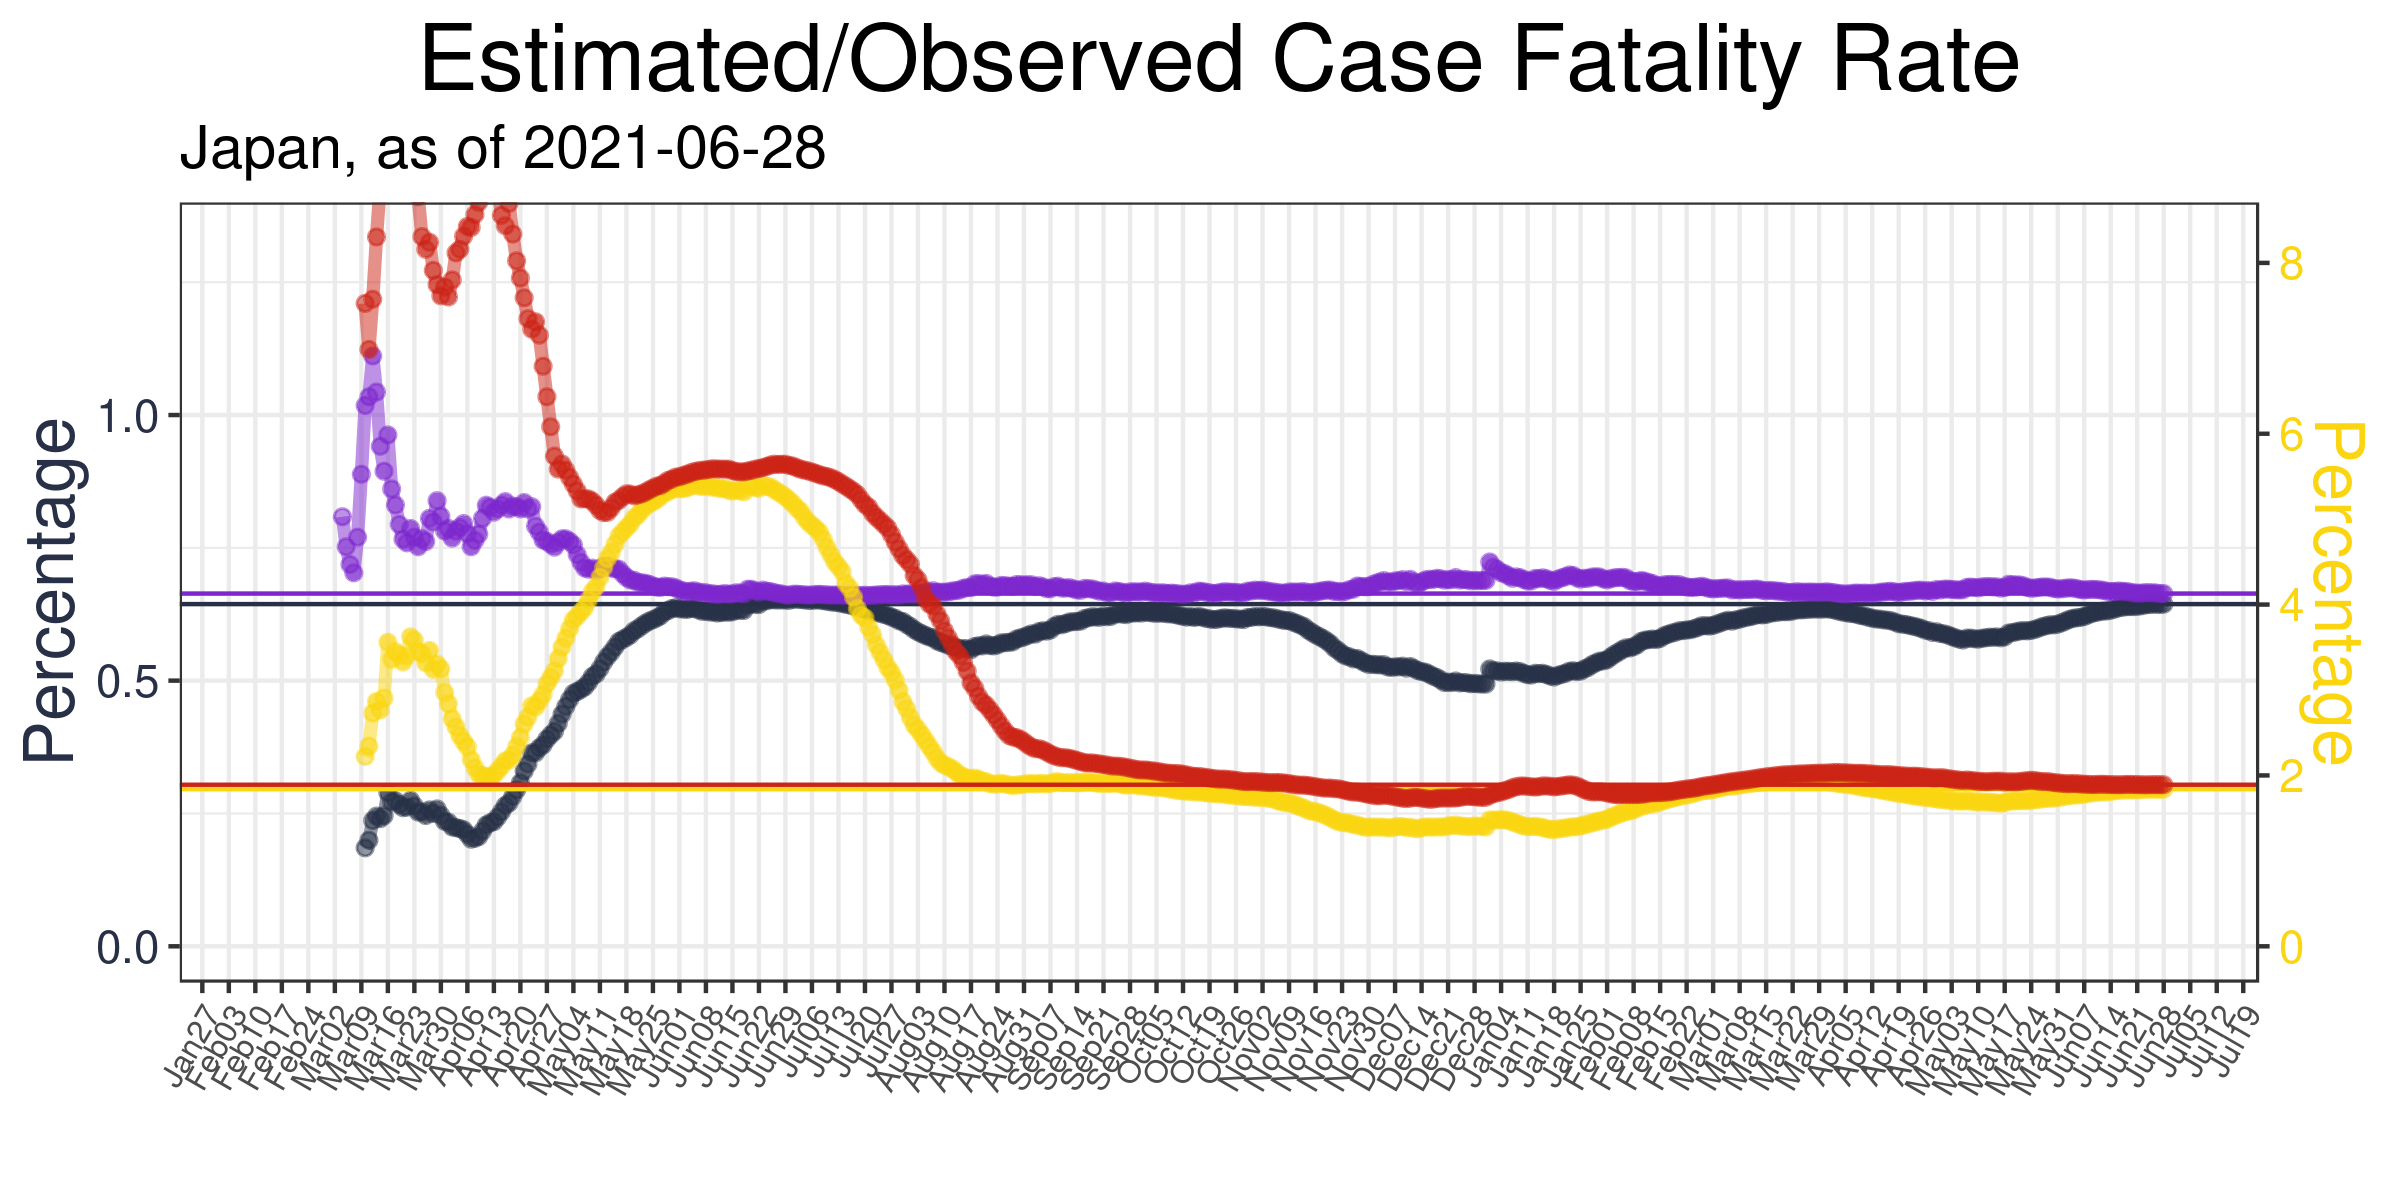 Estimated/Observed Case Fatality Rate
Japan, as of 2021-06-28
Percentage
1.0
0.5
0.0
8
6
4
2
0
Percentage
Jan27
Feb03
Feb10
Feb17
Feb24
Mar02
Mar09
Mar16
Mar23
Mar30
Apr06
Apr13
Apr20
Apr27
May04
May11
May18
May25
Jun01
Jun08
Jun15
Jun22
Jun29
Jul06
Jul13
Jul20
Jul27
Aug03
Aug10
Aug17
Aug24
Aug31
Sep07
Sep14
Sep21
Sep28
Oct05
Oct12
Oct19
Oct26
Nov02
Nov09
Nov16
Nov23
Nov30
Dec07
Dec14
Dec21
Dec28
Jan04
Jan11
Jan18
Jan25
Feb01
Feb08
Feb15
Feb22
Mar01
Mar08
Mar15
Mar22
Mar29
Apr05
Apr12
Apr19
Apr26
May03
May10
May17
May24
May31
Jun07
Jun14
Jun21
Jun28
Jul05
Jul12
Jul19